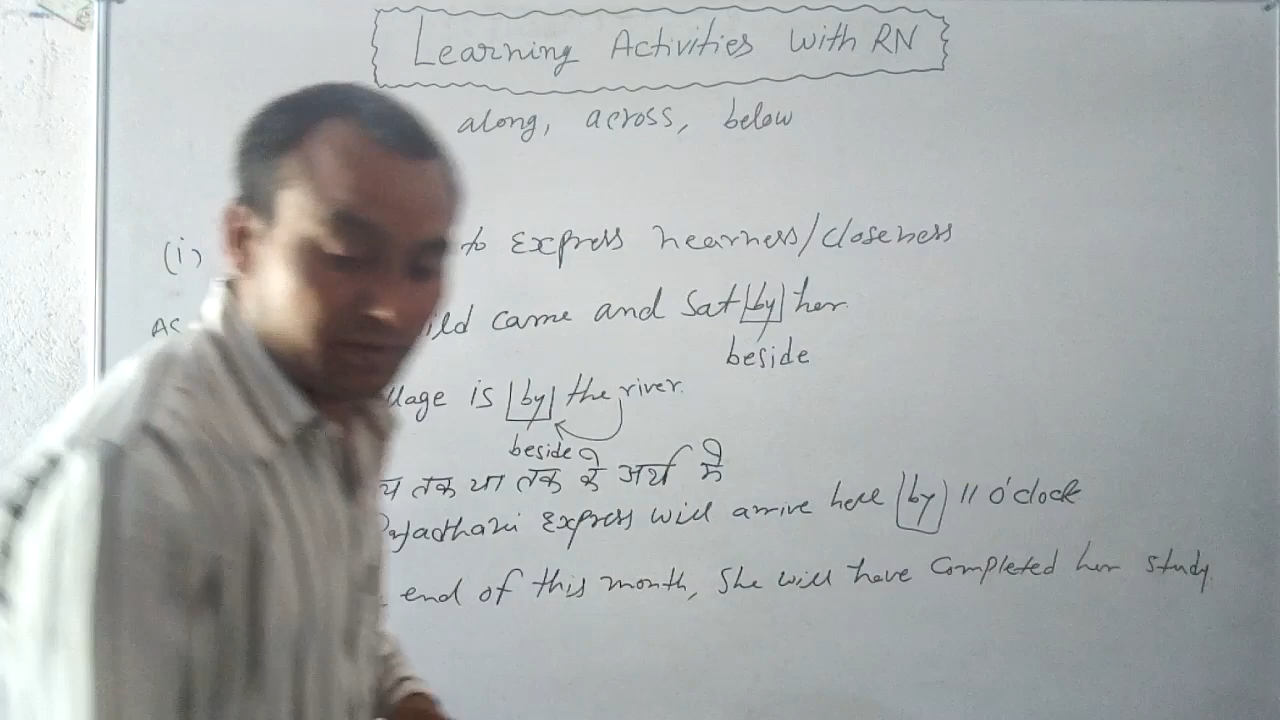 Learning Activities With RN
along, across, below
(i) to Express nearness/closeness
As ild came and Sat by her.
beside
llage is by the river.
beside
य तक या तक के अर्थ में
Rajadhani Express will arrive here by 11 o'clock
end of this month, She will have Completed her study.